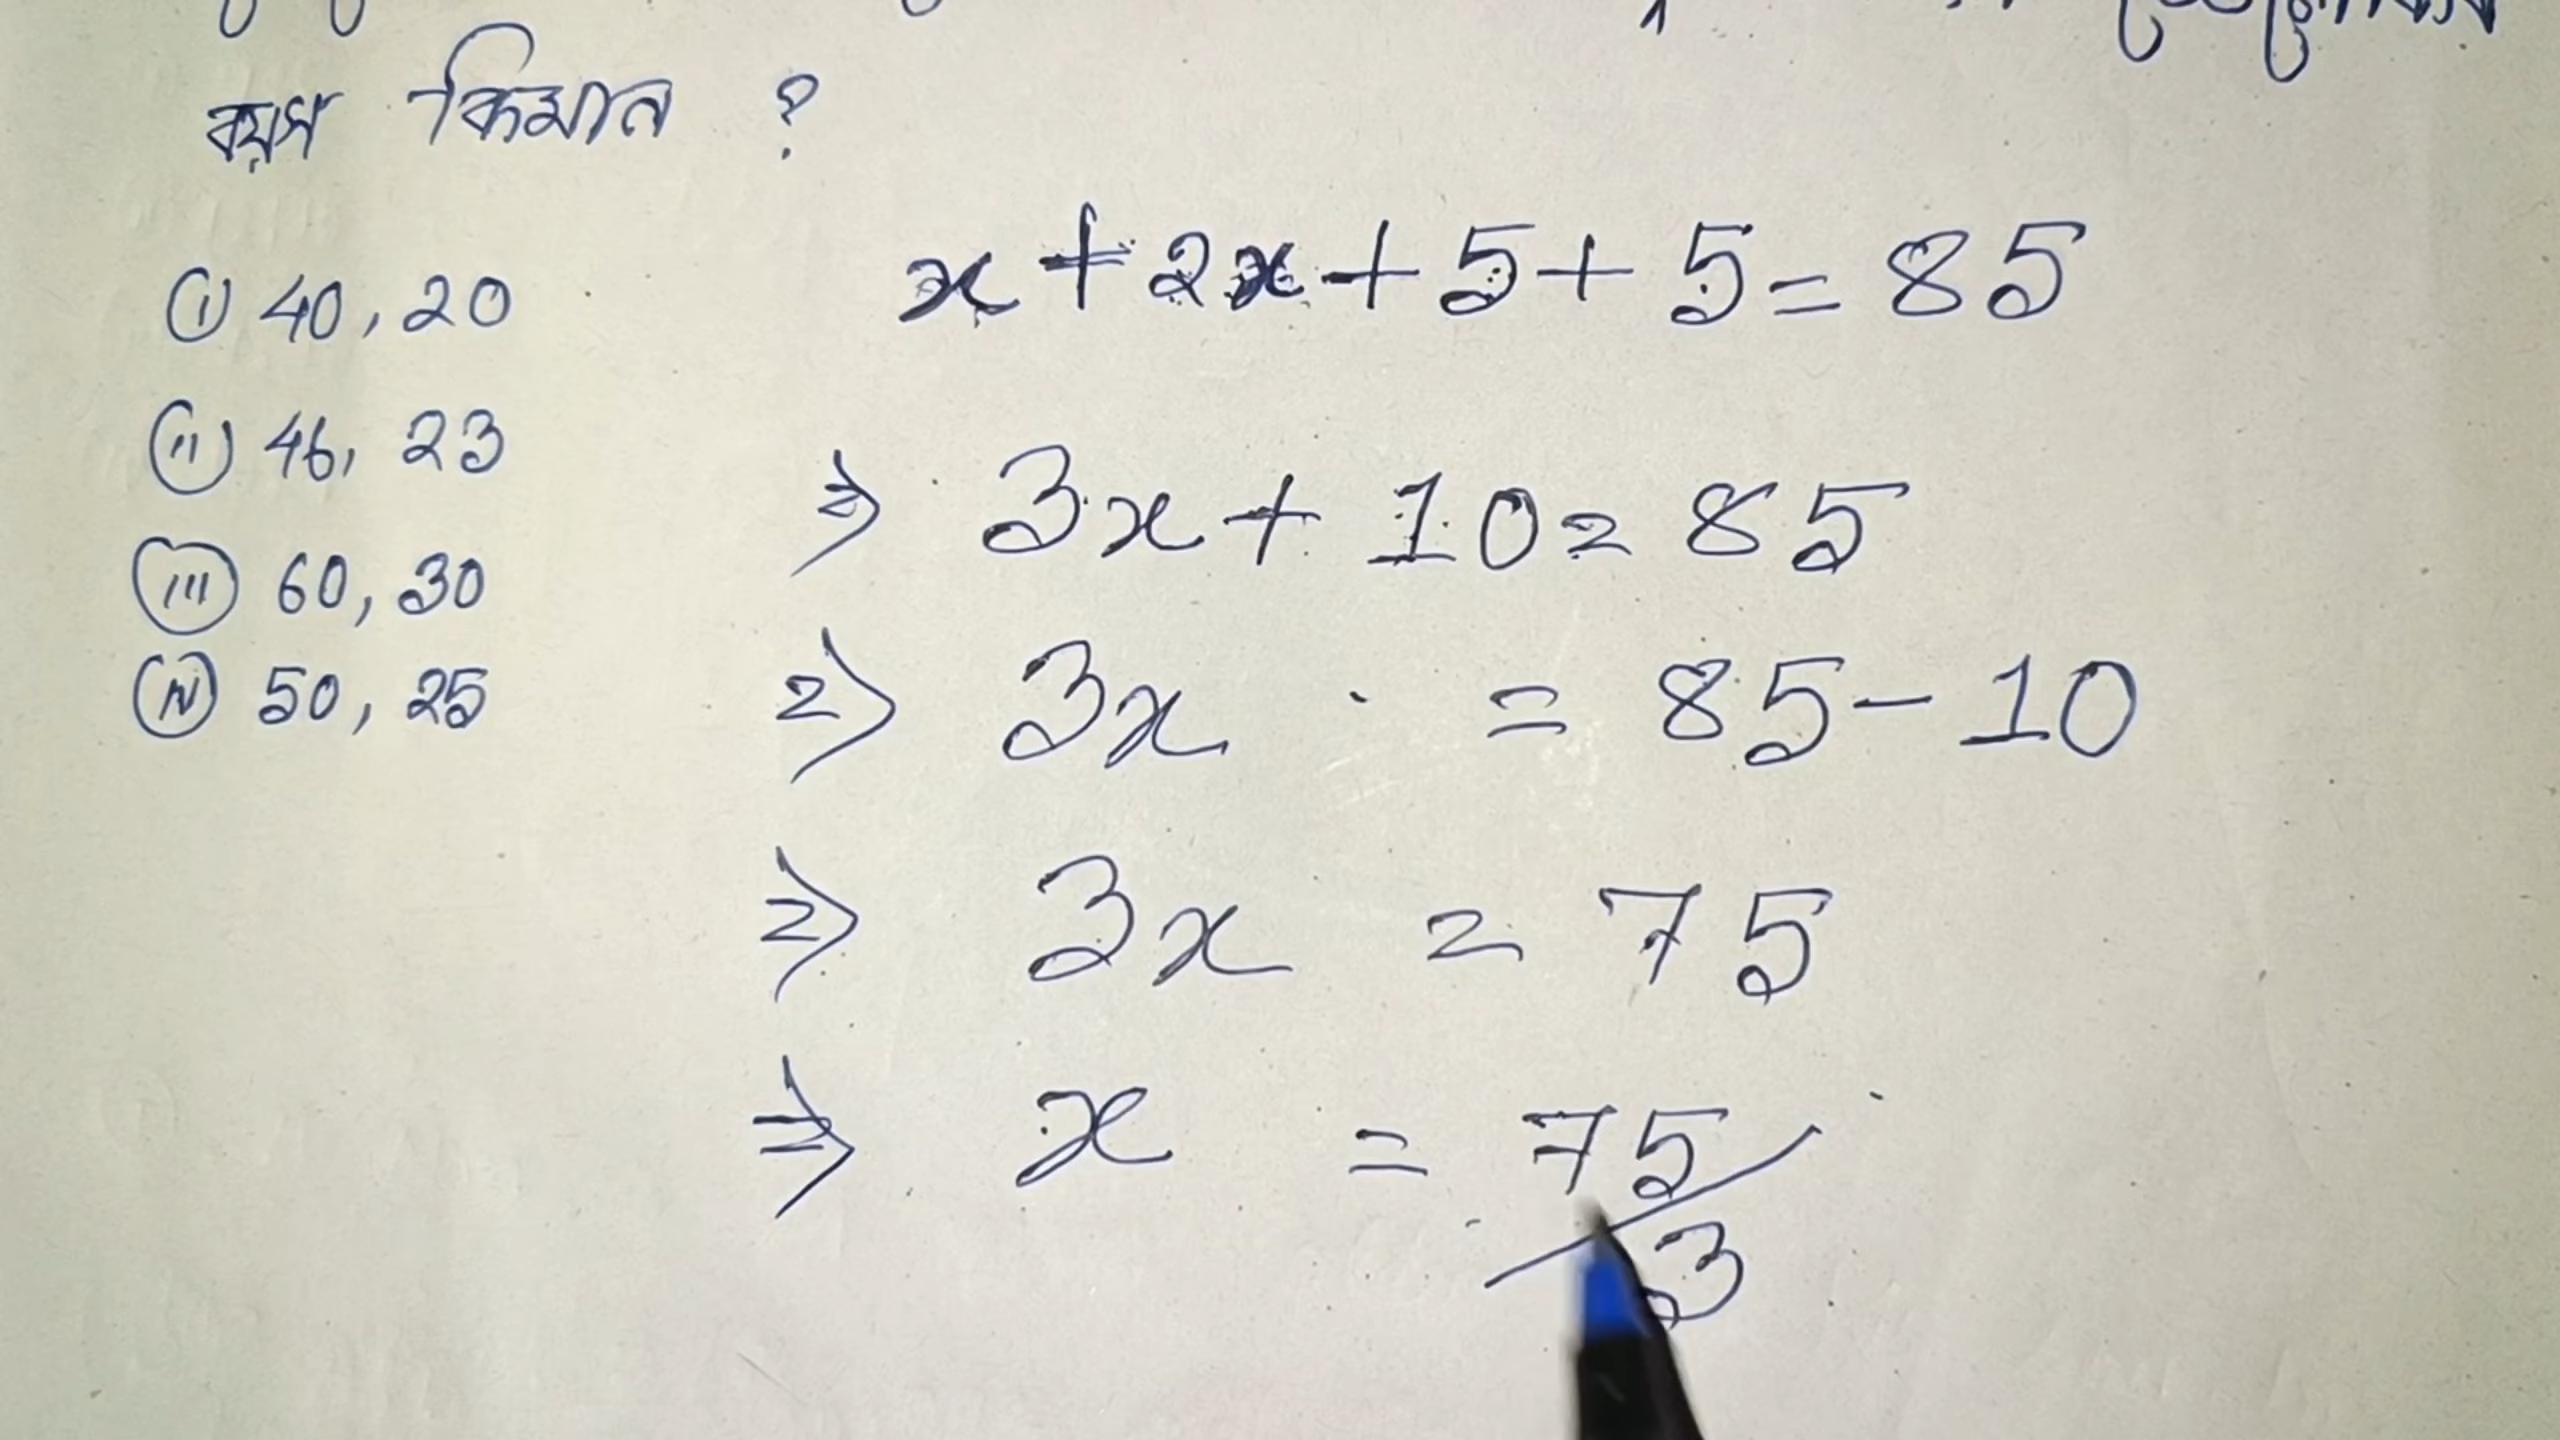 বয়স কিমান ?
x + 2x + 5 + 5 = 85
(i) 40, 20
(ii) 46, 23
⇒ 3x + 10 = 85
(iii) 60, 30
(iv) 50, 25
⇒ 3x = 85 - 10
⇒ 3x = 75
⇒ x = 75/3